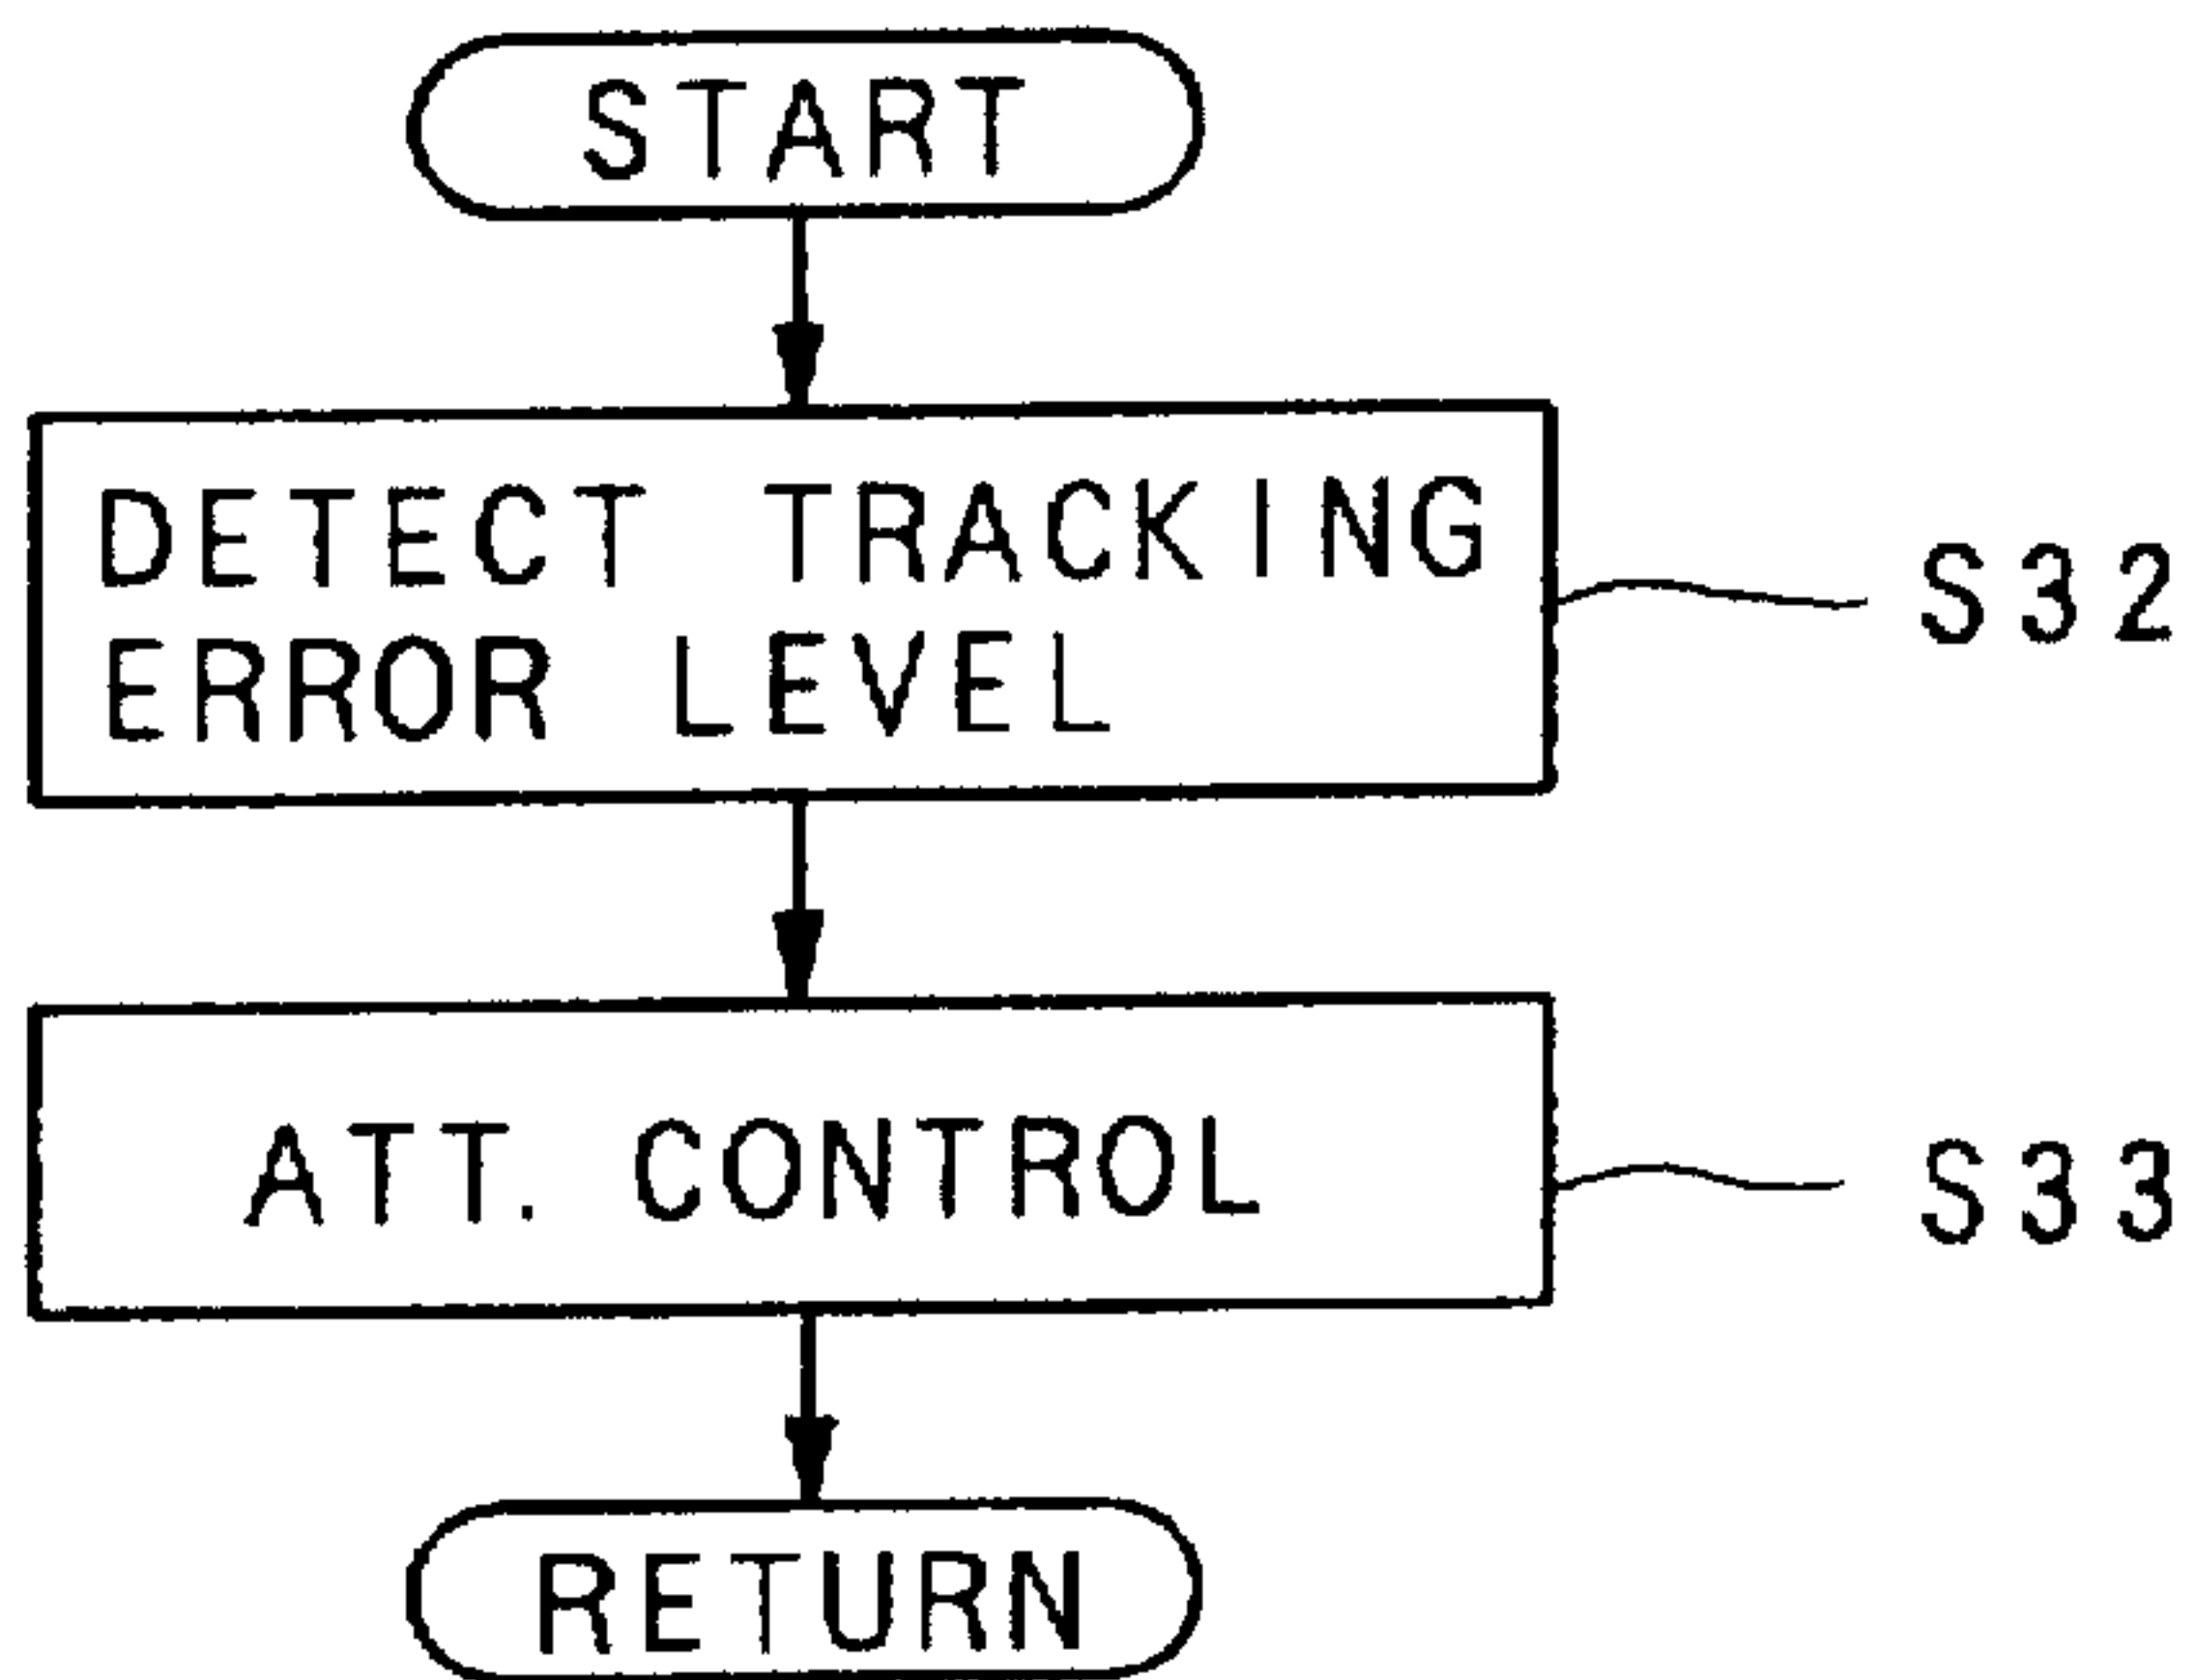 START
DETECT TRACKING
ERROR LEVEL
S32
ATT. CONTROL
S33
RETURN